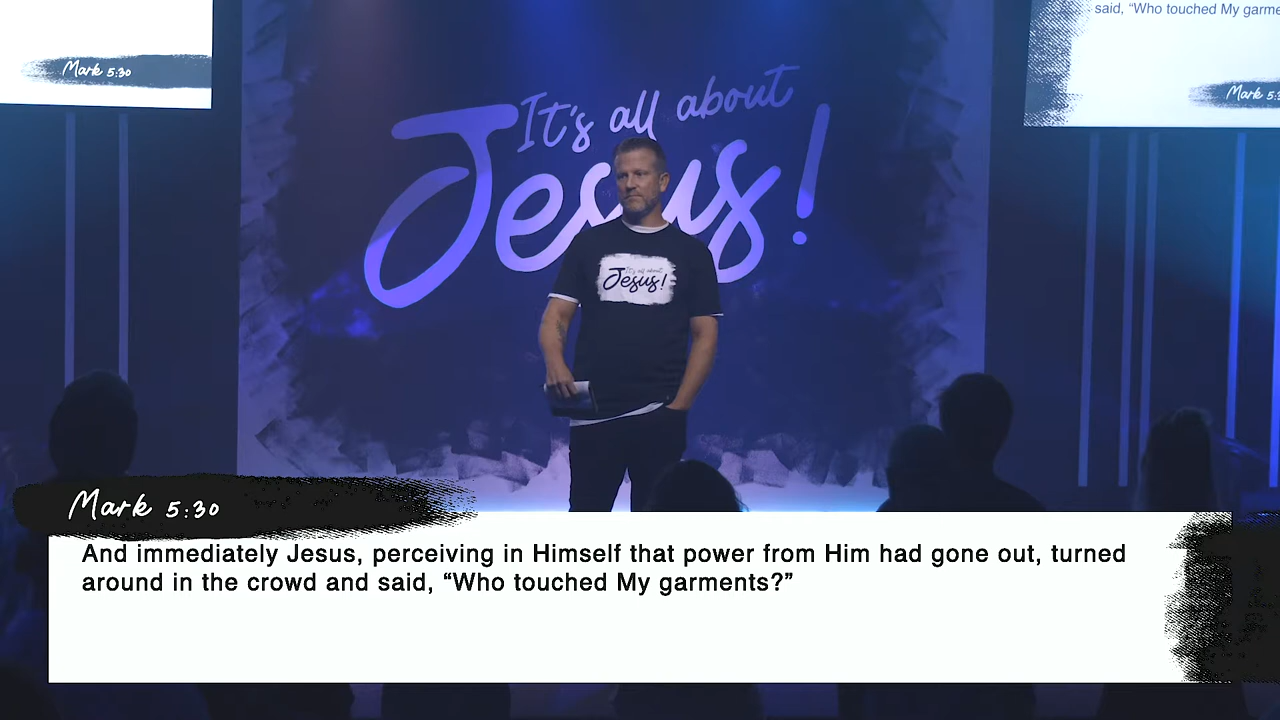 Mark 5:30
said, “Who touched My garme
Mark 5:3
It's all about
Jesus!
It's all about
Jesus!
Mark 5:30
And immediately Jesus, perceiving in Himself that power from Him had gone out, turned
around in the crowd and said, “Who touched My garments?”